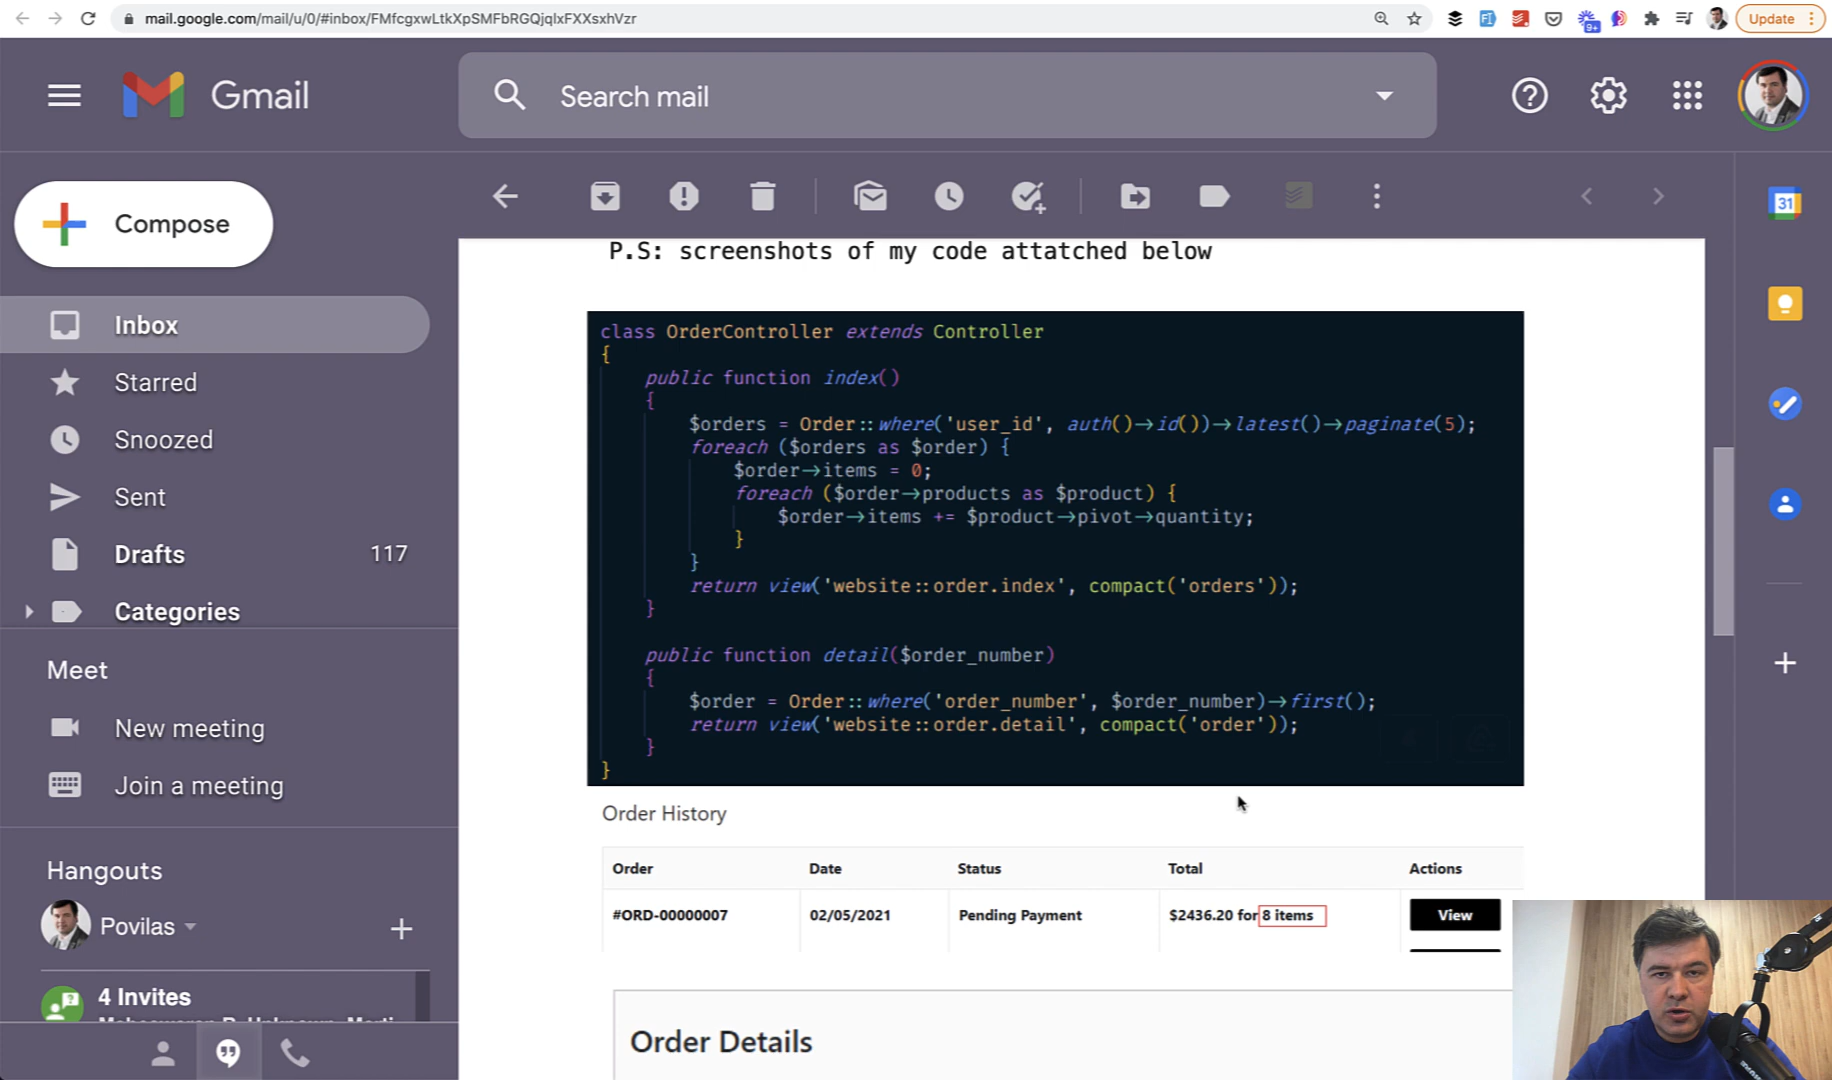 mail.google.com/mail/u/0/#inbox/FMfcgxwLtkXpSMFbRGQjqlxFXXsxhVzr
Update
Gmail
Search mail
Compose
Inbox
Starred
Snoozed
Sent
Drafts 117
Categories
Meet
New meeting
Join a meeting
Hangouts
Povilas
4 Invites
31
9+
P.S: screenshots of my code attatched below
class OrderController extends Controller
{
public function index()
{
$orders = Order::where('user_id', auth()→id())→latest()→paginate(5);
foreach ($orders as $order) {
$order→items = 0;
foreach ($order→products as $product) {
$order→items += $product→pivot→quantity;
}
}
return view('website::order.index', compact('orders'));
}
public function detail($order_number)
{
$order = Order::where('order_number', $order_number)→first();
return view('website::order.detail', compact('order'));
}
}
Order History
Order Date Status Total Actions
#ORD-00000007 02/05/2021 Pending Payment $2436.20 for 8 items View
Order Details